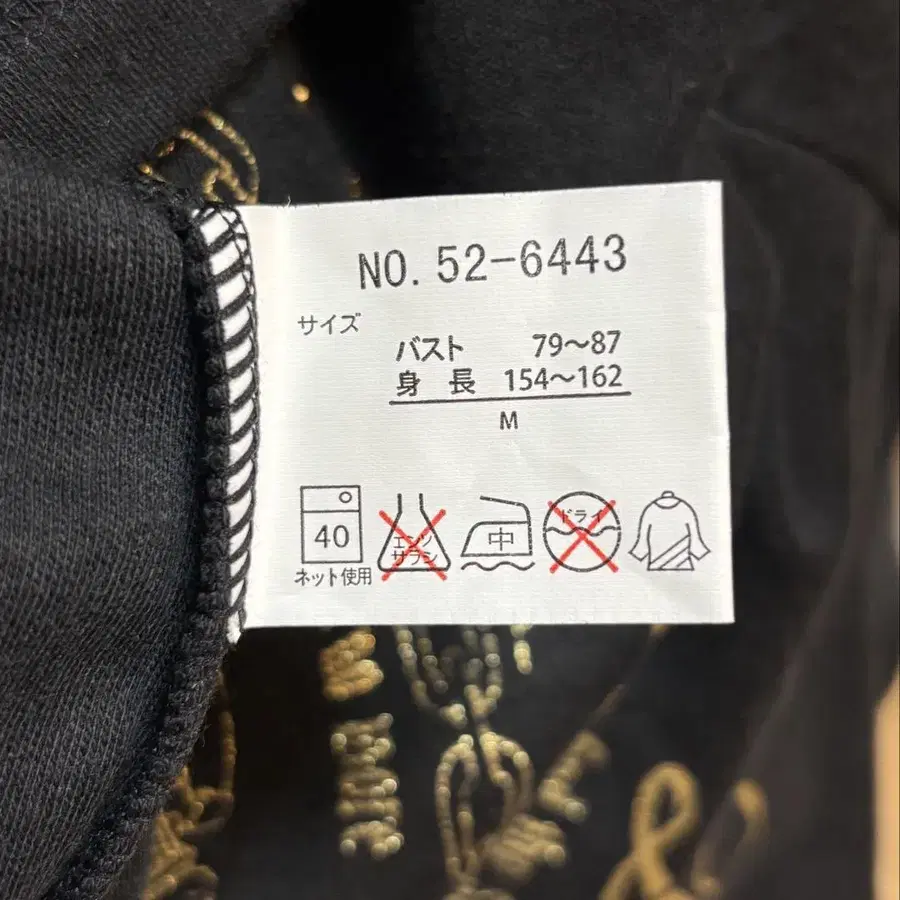 NO. 52-6443
サイズ
バスト 79～87
身 長 154～162
M
40
ネット使用
エンソ
サラシ
中
ドライ